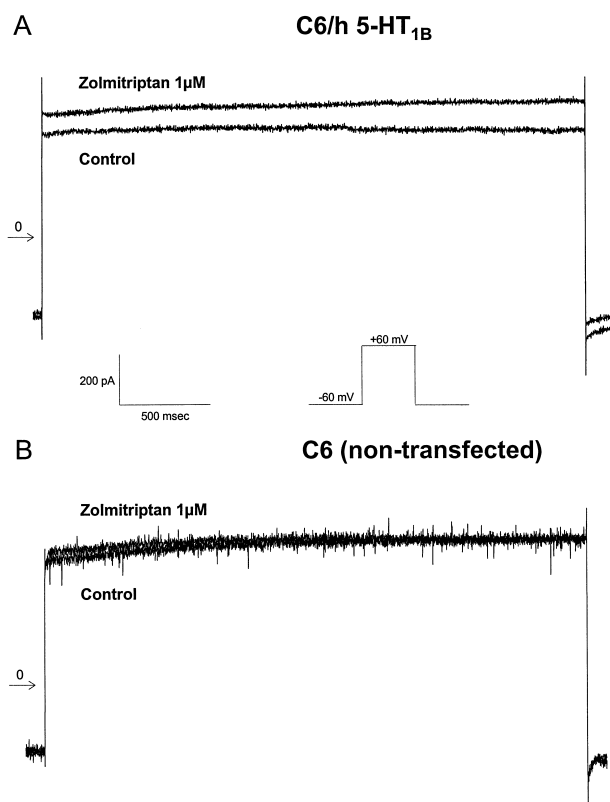 A
C6/h 5-HT1B
Zolmitriptan 1µM
Control
0
200 pA
500 msec
+60 mV
-60 mV
B
C6 (non-transfected)
Zolmitriptan 1µM
Control
0